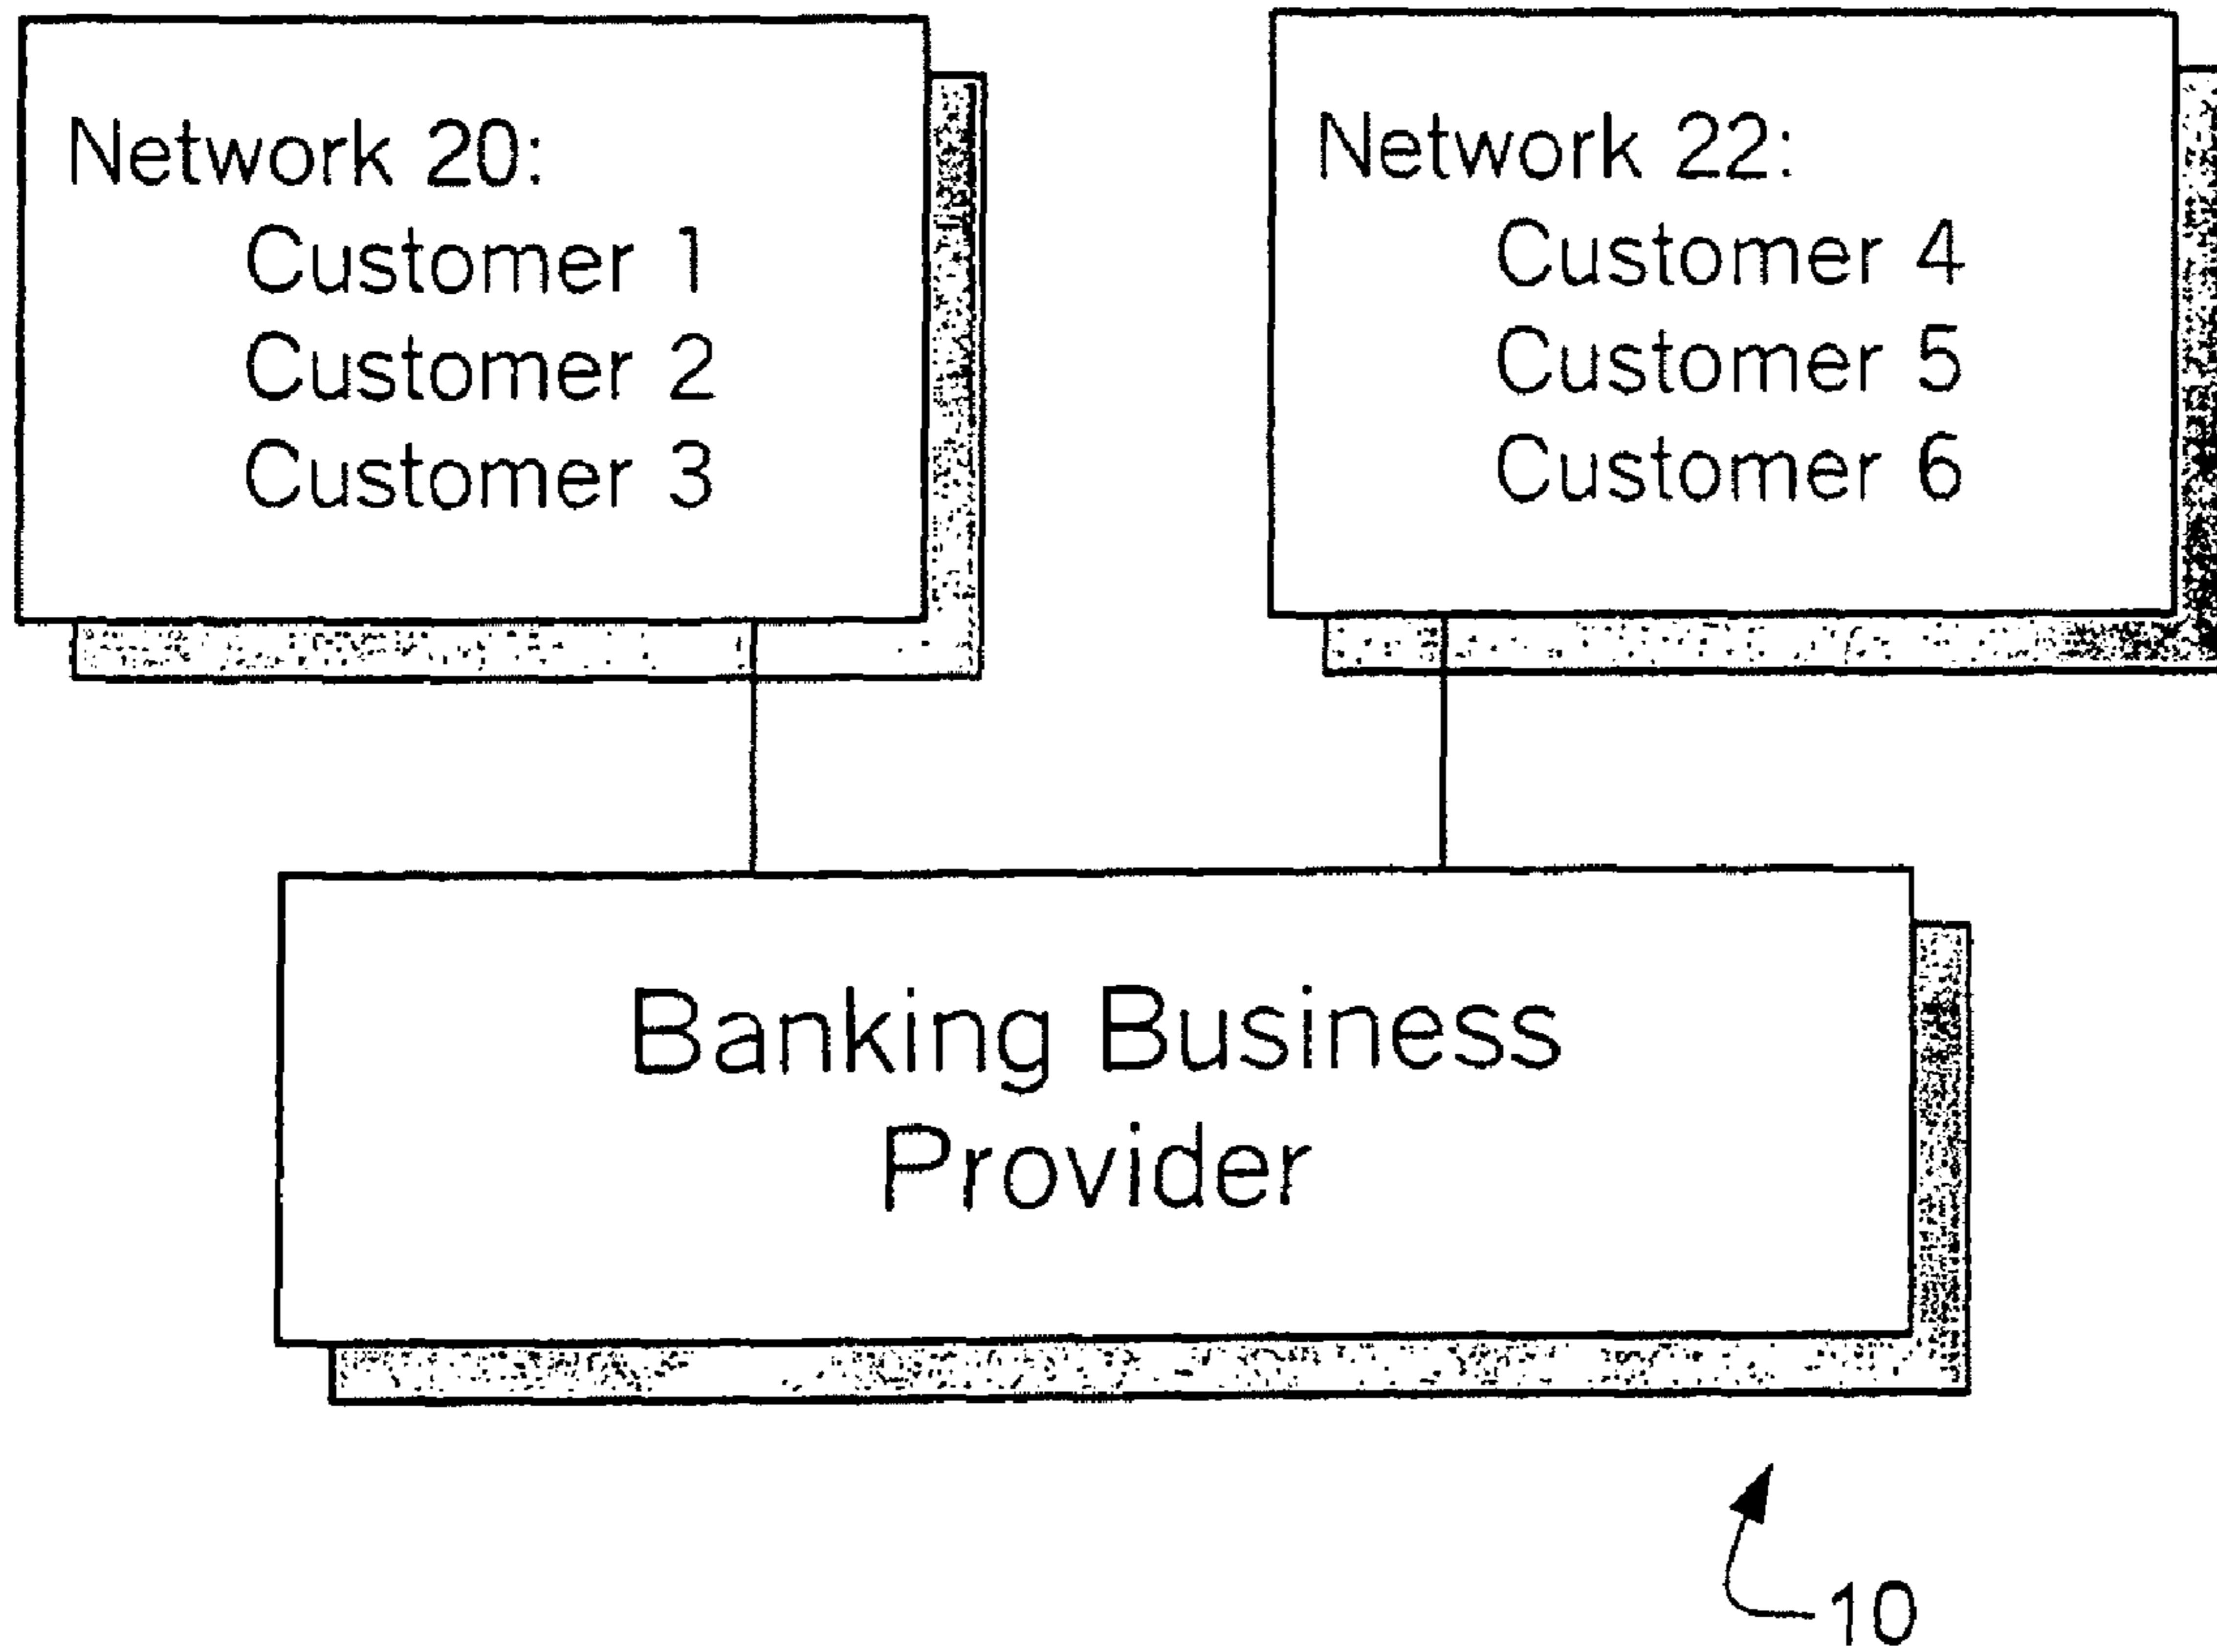 Network 20:
Customer 1
Customer 2
Customer 3
Network 22:
Customer 4
Customer 5
Customer 6
Banking Business
Provider
10